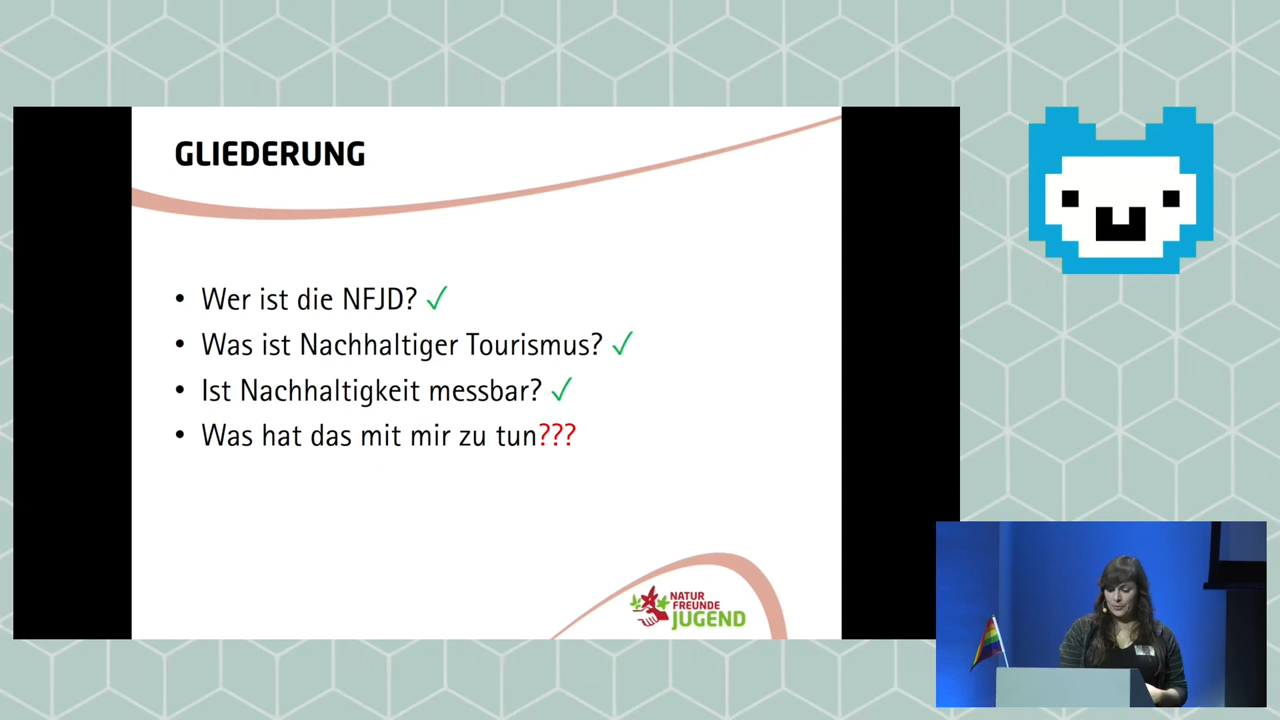 GLIEDERUNG
• Wer ist die NFJD? ✓
• Was ist Nachhaltiger Tourismus? ✓
• Ist Nachhaltigkeit messbar? ✓
• Was hat das mit mir zu tun???
NATUR
FREUNDE
JUGEND